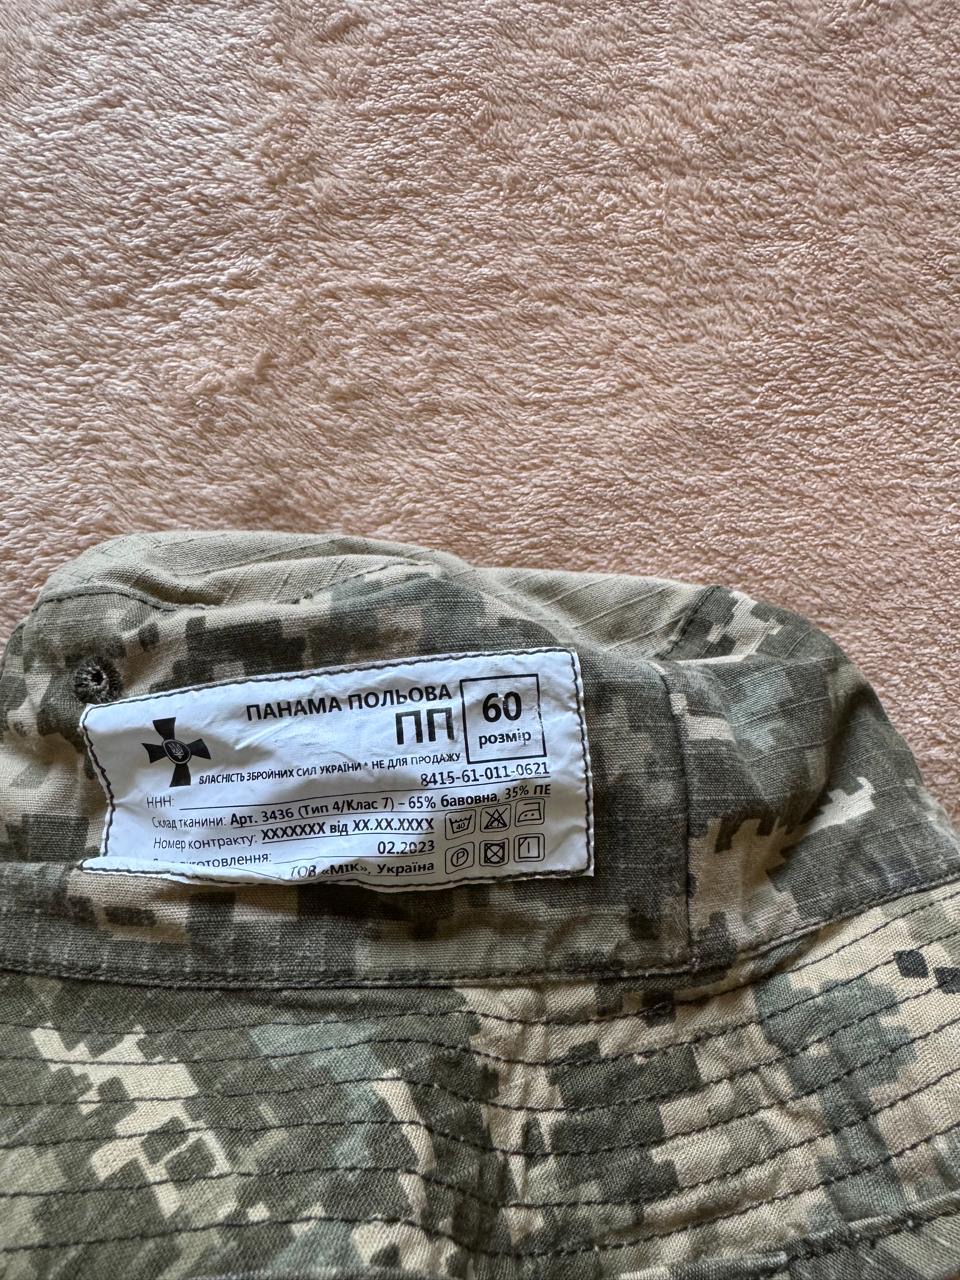 ПАНАМА ПОЛЬОВА
ПП
60
розмір
ВЛАСНІСТЬ ЗБРОЙНИХ СИЛ УКРАЇНИ * НЕ ДЛЯ ПРОДАЖУ
ННН: 8415-61-011-0621
Склад тканини: Арт. 3436 (Тип 4/Клас 7) – 65% бавовна, 35% ПЕ
Номер контракту: XXXXXXX від XX.XX.XXXX
02.2023
ТОВ «МІК», Україна
40
P